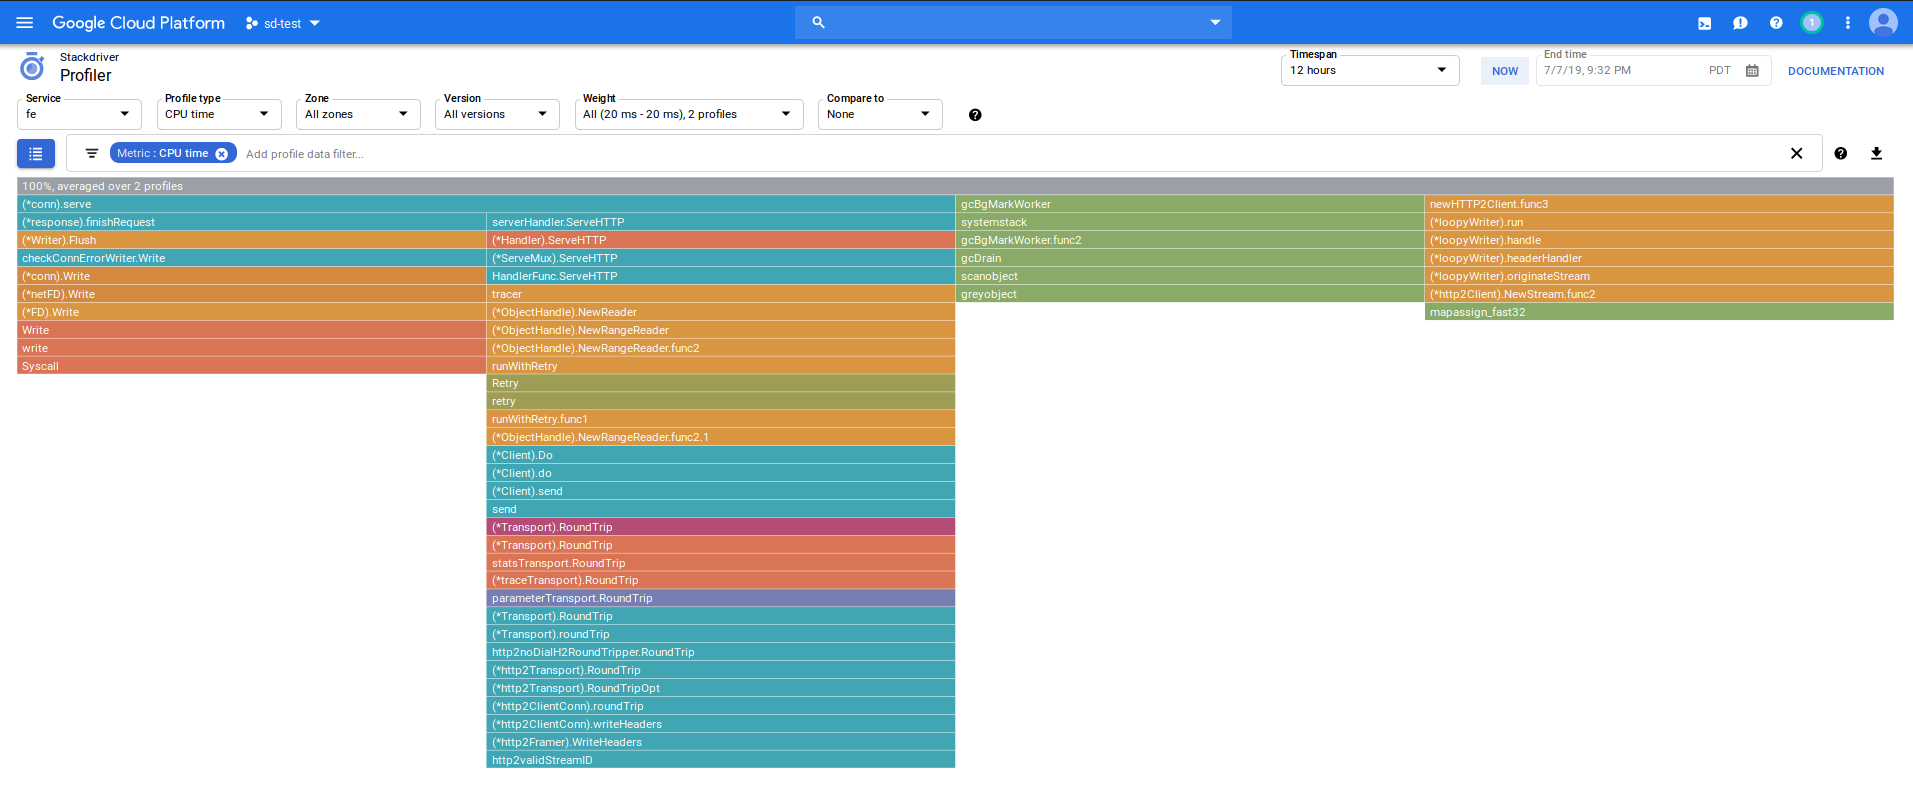 Google Cloud Platform sd-test 1
Stackdriver
Profiler
Timespan
12 hours
NOW
End time
7/7/19, 9:32 PM PDT
DOCUMENTATION
Service
fe
Profile type
CPU time
Zone
All zones
Version
All versions
Weight
All (20 ms - 20 ms), 2 profiles
Compare to
None
Metric : CPU time Add profile data filter...
100%, averaged over 2 profiles
(*conn).serve gcBgMarkWorker newHTTP2Client.func3
(*response).finishRequest serverHandler.ServeHTTP systemstack (*loopyWriter).run
(*Writer).Flush (*Handler).ServeHTTP gcBgMarkWorker.func2 (*loopyWriter).handle
checkConnErrorWriter.Write (*ServeMux).ServeHTTP gcDrain (*loopyWriter).headerHandler
(*conn).Write HandlerFunc.ServeHTTP scanobject (*loopyWriter).originateStream
(*netFD).Write tracer greyobject (*http2Client).NewStream.func2
(*FD).Write (*ObjectHandle).NewReader mapassign_fast32
Write (*ObjectHandle).NewRangeReader
write (*ObjectHandle).NewRangeReader.func2
Syscall runWithRetry
Retry
retry
runWithRetry.func1
(*ObjectHandle).NewRangeReader.func2.1
(*Client).Do
(*Client).do
(*Client).send
send
(*Transport).RoundTrip
(*Transport).RoundTrip
statsTransport.RoundTrip
(*traceTransport).RoundTrip
parameterTransport.RoundTrip
(*Transport).RoundTrip
(*Transport).roundTrip
http2noDialH2RoundTripper.RoundTrip
(*http2Transport).RoundTrip
(*http2Transport).RoundTripOpt
(*http2ClientConn).roundTrip
(*http2ClientConn).writeHeaders
(*http2Framer).WriteHeaders
http2validStreamID